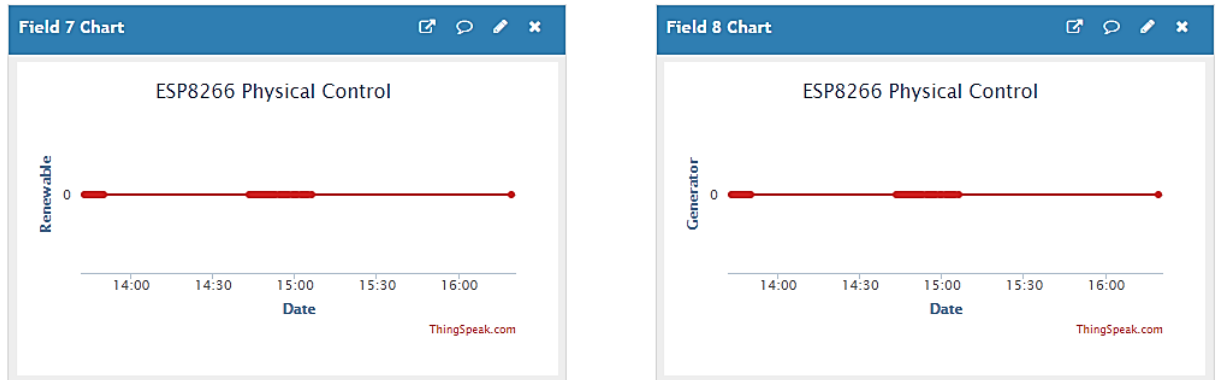 Field 7 Chart
ESP8266 Physical Control
Renewable
0
14:00 14:30 15:00 15:30 16:00
Date
ThingSpeak.com
Field 8 Chart
ESP8266 Physical Control
Generator
0
14:00 14:30 15:00 15:30 16:00
Date
ThingSpeak.com